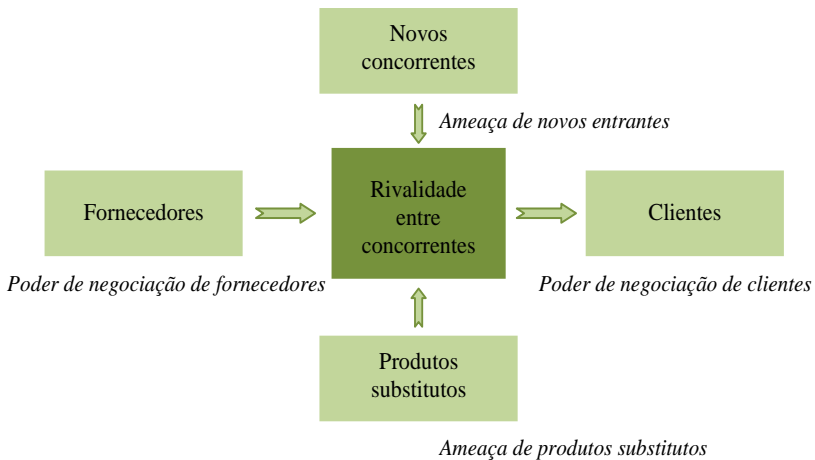 Novos
concorrentes
Ameaça de novos entrantes
Fornecedores
Rivalidade
entre
concorrentes
Clientes
Poder de negociação de fornecedores
Poder de negociação de clientes
Produtos
substitutos
Ameaça de produtos substitutos